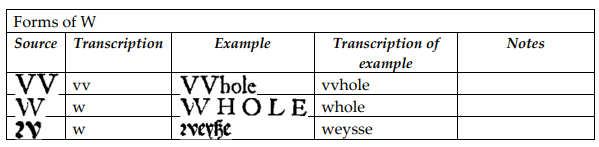 Forms of W
Source Transcription Example Transcription of example Notes
VV vv VVhole vvhole
W w WHOLE whole
w w weyſſe weysse